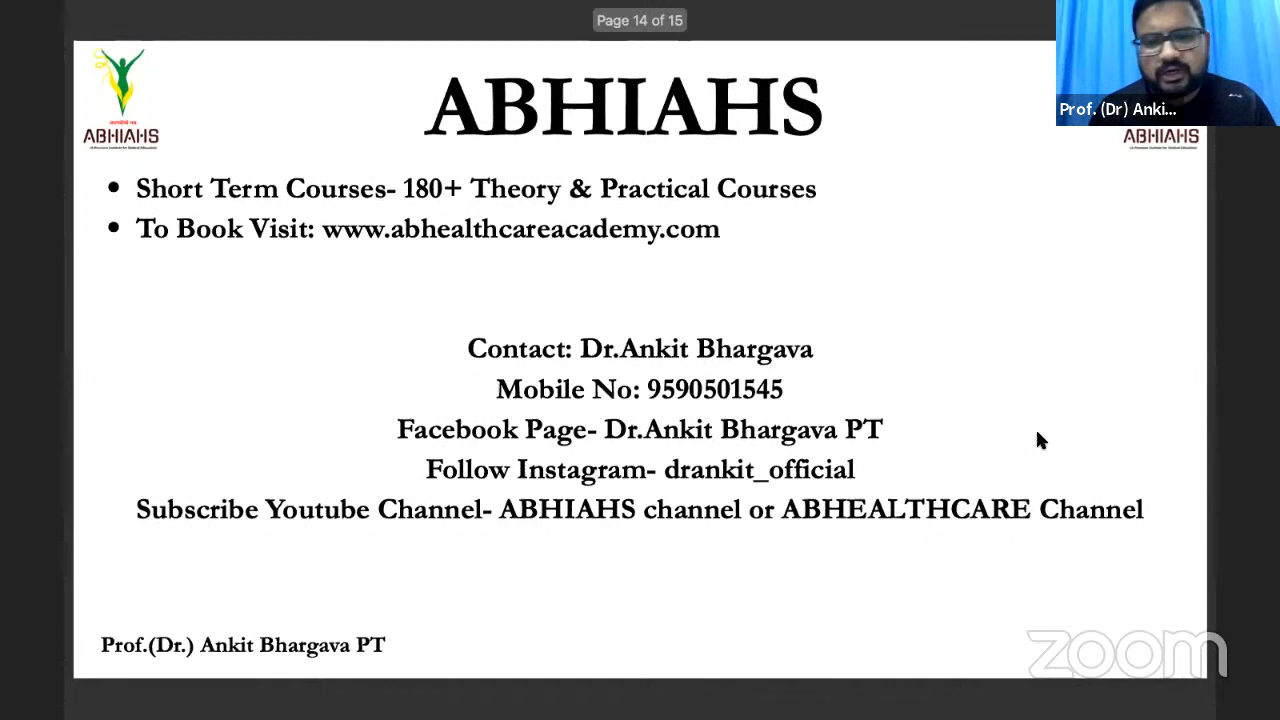 Page 14 of 15
Prof. (Dr) Anki...
ABHIAHS
ABHIAHS
ABHIAHS
• Short Term Courses- 180+ Theory & Practical Courses
• To Book Visit: www.abhealthcareacademy.com
Contact: Dr.Ankit Bhargava
Mobile No: 9590501545
Facebook Page- Dr.Ankit Bhargava PT
Follow Instagram- drankit_official
Subscribe Youtube Channel- ABHIAHS channel or ABHEALTHCARE Channel
Prof.(Dr.) Ankit Bhargava PT
zoom